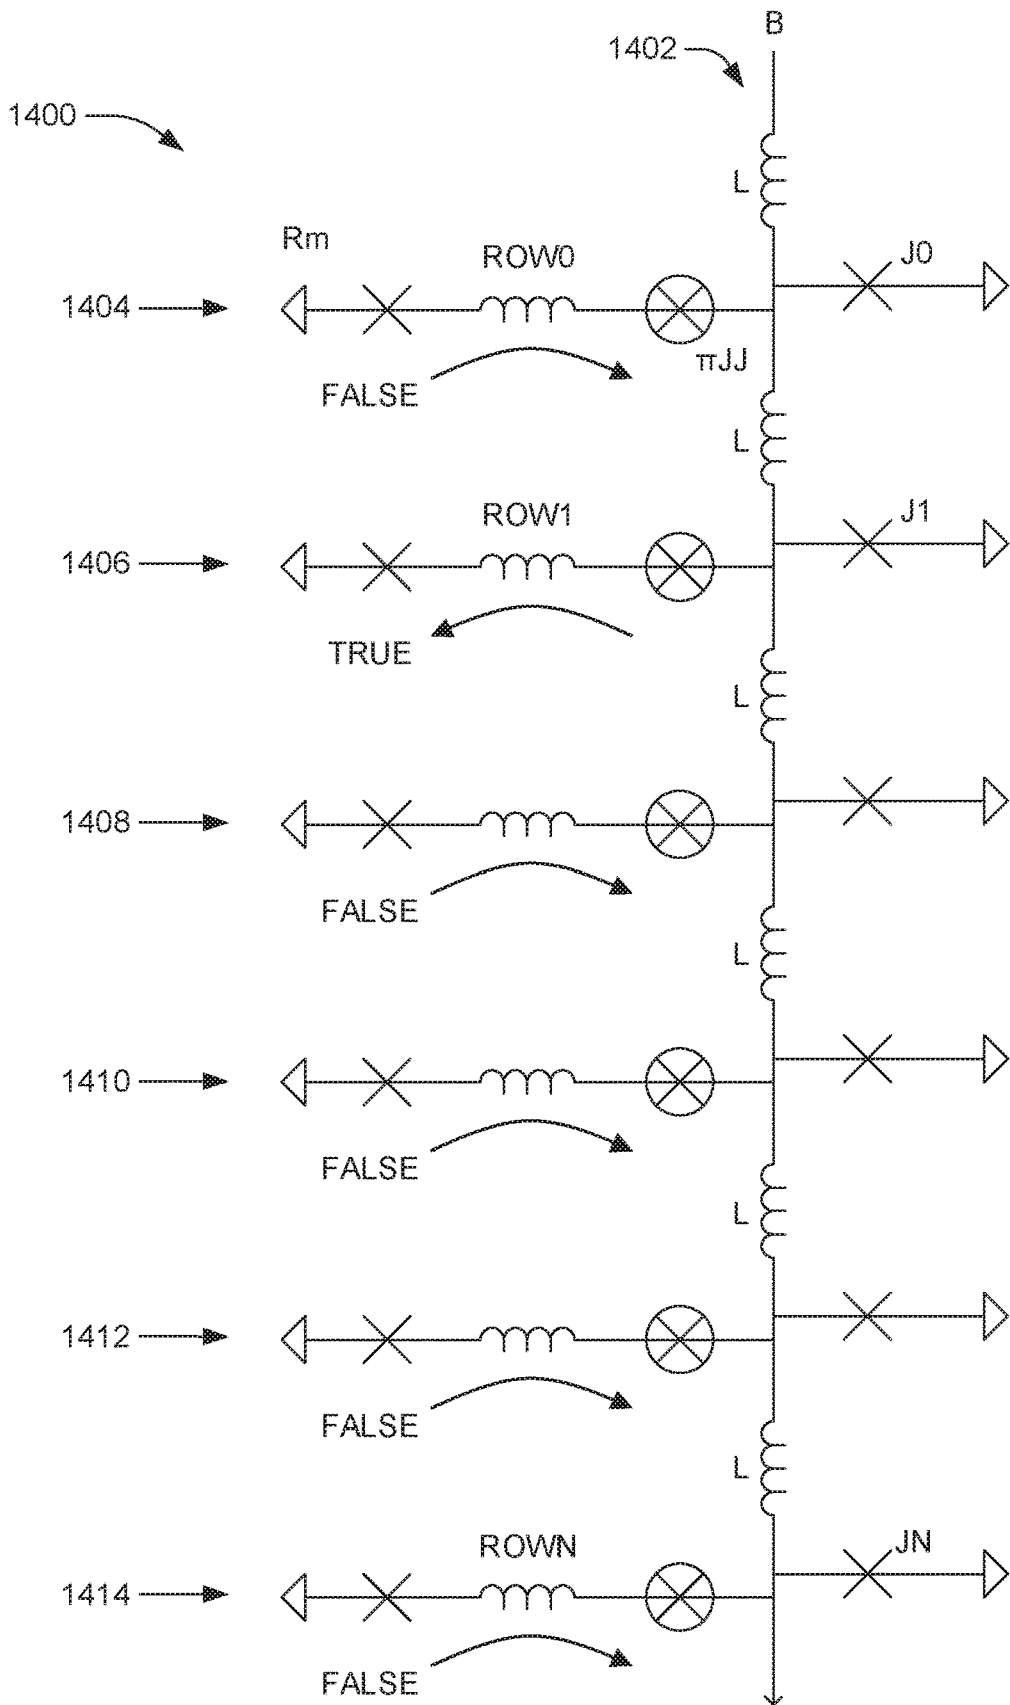 B
1402
1400
L
Rm
ROW0
J0
1404
πJJ
FALSE
L
ROW1
J1
1406
TRUE
L
1408
FALSE
L
1410
FALSE
L
1412
FALSE
L
ROWN
JN
1414
FALSE